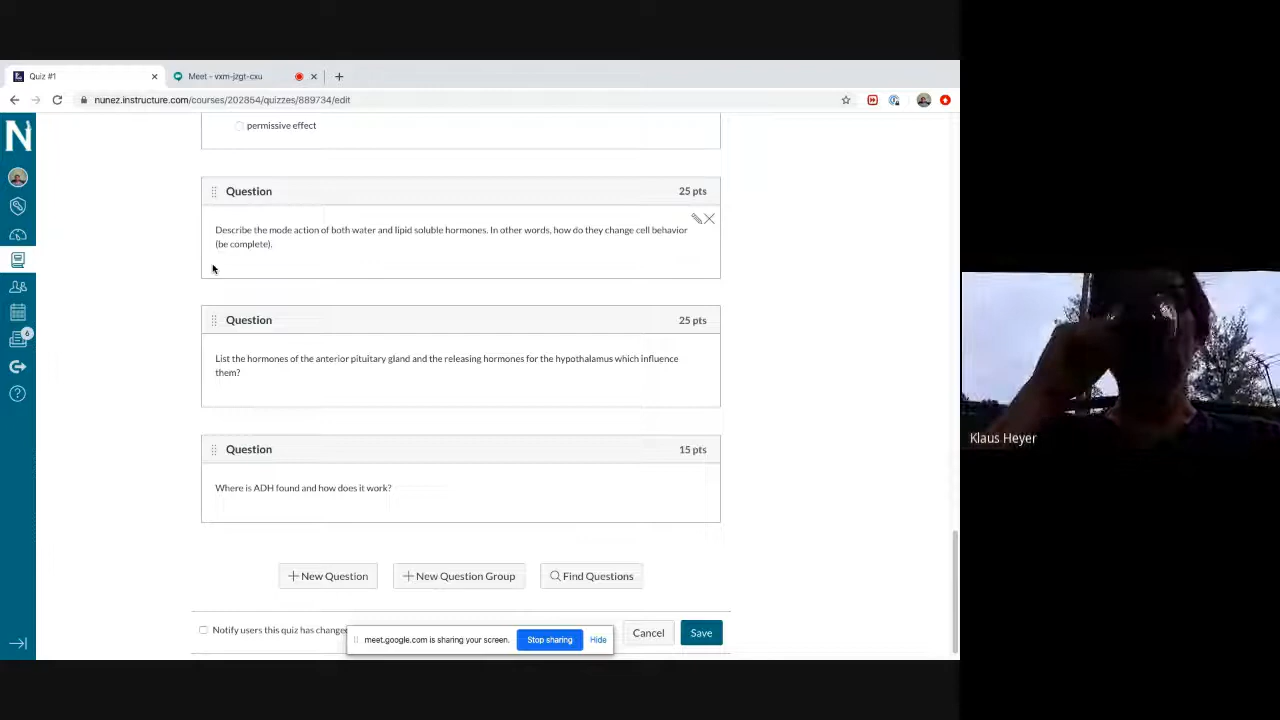 Quiz #1
Meet - vxm-jzgt-cxu
nunez.instructure.com/courses/202854/quizzes/889734/edit
N
permissive effect
Question 25 pts
Describe the mode action of both water and lipid soluble hormones. In other words, how do they change cell behavior
(be complete).
Question 25 pts
List the hormones of the anterior pituitary gland and the releasing hormones for the hypothalamus which influence
them?
Question 15 pts
Where is ADH found and how does it work?
New Question
New Question Group
Find Questions
Notify users this quiz has change
meet.google.com is sharing your screen.
Stop sharing
Hide
Cancel
Save
6
Klaus Heyer